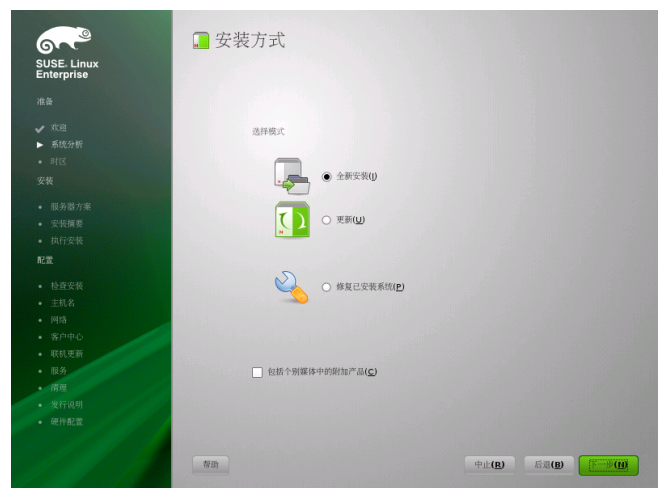 SUSE. Linux
Enterprise
准备
欢迎
系统分析
时区
安装
服务器方案
安装摘要
执行安装
配置
检查安装
主机名
网络
客户中心
联机更新
服务
清理
发行说明
硬件配置
安装方式
选择模式
全新安装(I)
更新(U)
修复已安装系统(P)
包括个别媒体中的附加产品(C)
帮助
中止(R)
后退(B)
下一步(N)